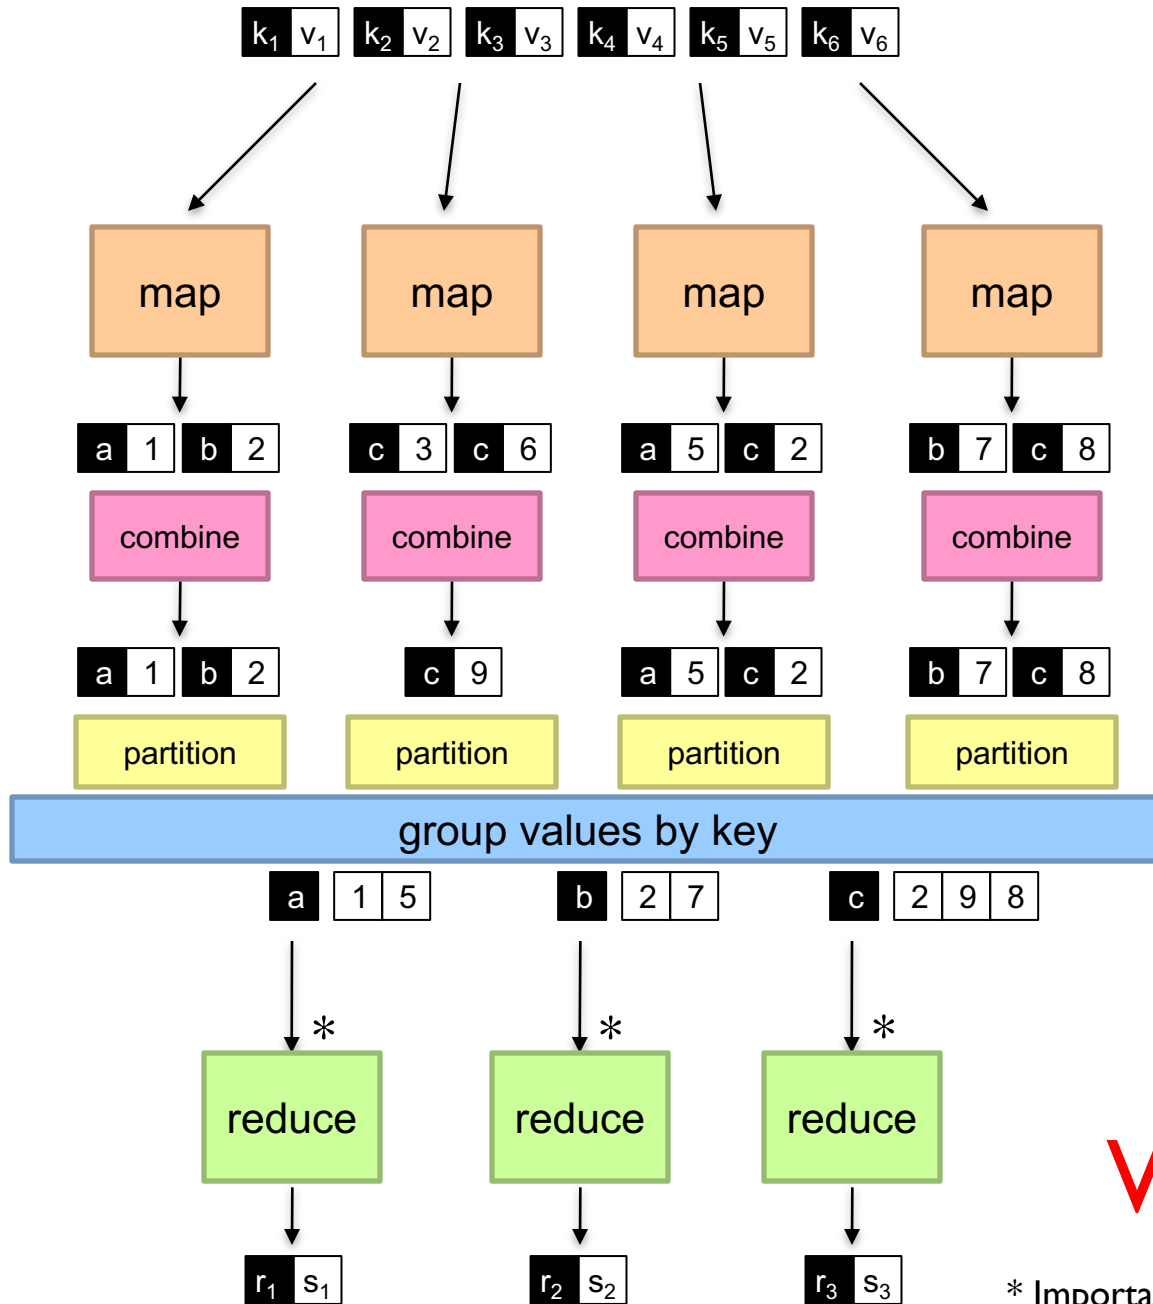 k₁ v₁ k₂ v₂ k₃ v₃ k₄ v₄ k₅ v₅ k₆ v₆
map map map map
a 1 b 2 c 3 c 6 a 5 c 2 b 7 c 8
combine combine combine combine
a 1 b 2 c 9 a 5 c 2 b 7 c 8
partition partition partition partition
group values by key
a 1 5 b 2 7 c 2 9 8
* * *
reduce reduce reduce
r₁ s₁ r₂ s₂ r₃ s₃
*